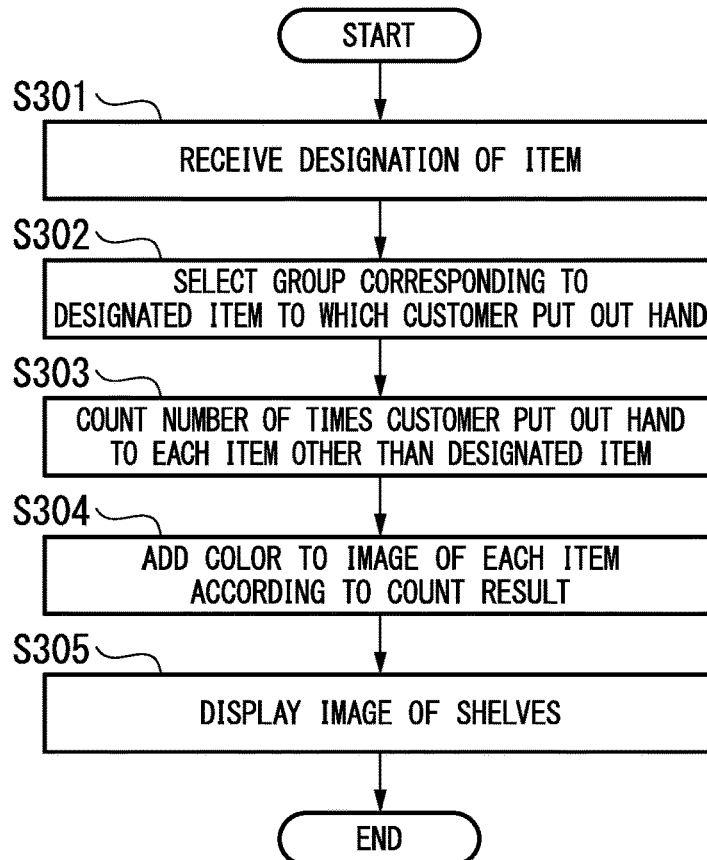 START
S301
RECEIVE DESIGNATION OF ITEM
S302
SELECT GROUP CORRESPONDING TO
DESIGNATED ITEM TO WHICH CUSTOMER PUT OUT HAND
S303
COUNT NUMBER OF TIMES CUSTOMER PUT OUT HAND
TO EACH ITEM OTHER THAN DESIGNATED ITEM
S304
ADD COLOR TO IMAGE OF EACH ITEM
ACCORDING TO COUNT RESULT
S305
DISPLAY IMAGE OF SHELVES
END